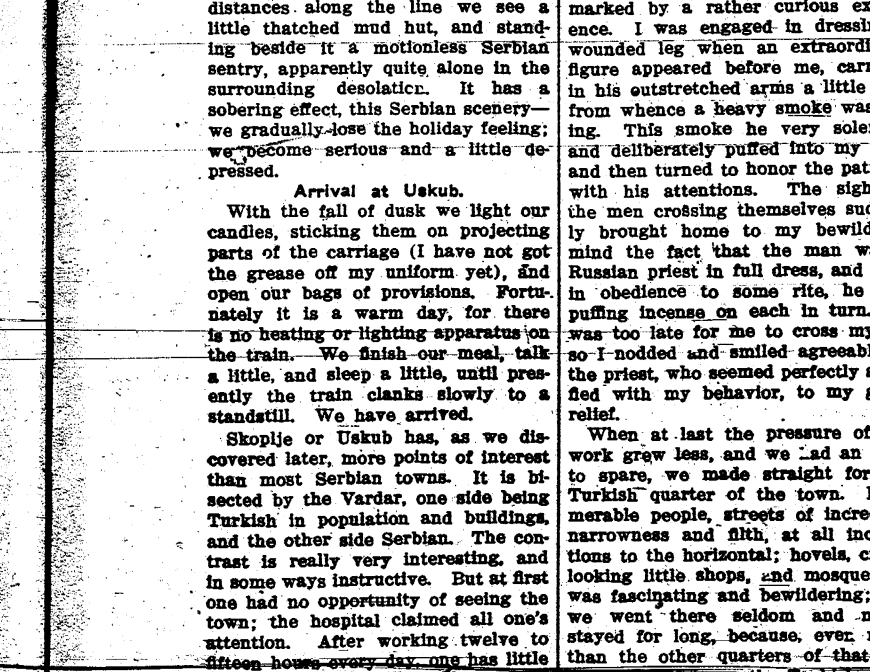 distances along the line we see a
little thatched mud hut, and stand-
ing beside it a motionless Serbian
sentry, apparently quite alone in the
surrounding desolation. It has a
sobering effect, this Serbian scenery—
we gradually lose the holiday feeling;
we become serious and a little de-
pressed.
Arrival at Uskub.
With the fall of dusk we light our
candles, sticking them on projecting
parts of the carriage (I have not got
the grease off my uniform yet), and
open our bags of provisions. Fortu-
nately it is a warm day, for there
is no heating or lighting apparatus on
the train. We finish our meal, talk
a little, and sleep a little, until pres-
ently the train clanks slowly to a
standstill. We have arrived.
Skoplje or Uskub has, as we dis-
covered later, more points of interest
than most Serbian towns. It is bi-
sected by the Vardar, one side being
Turkish in population and buildings,
and the other side Serbian. The con-
trast is really very interesting, and
in some ways instructive. But at first
one had no opportunity of seeing the
town; the hospital claimed all one's
attention. After working twelve to
fifteen hours every day, one has little
marked by a rather curious
ence. I was engaged in
wounded leg when an
figure appeared before me,
in his outstretched arms a little
from whence a heavy smoke was
ing. This smoke he very
and deliberately puffed into my
and then turned to honor the
with his attentions. The
the men crossing themselves
ly brought home to my
mind the fact that the man
Russian priest in full dress, and
in obedience to some rite, he
puffing incense on each in turn.
was too late for me to cross
so I nodded and smiled
the priest, who seemed perfectly
fied with my behavior, to my
relief.
When at last the pressure of
work grew less, and we had an
to spare, we made straight for
Turkish quarter of the town.
merable people, streets of
narrowness and filth, at all
tions to the horizontal; hovels,
looking little shops, and
was fascinating and bewildering;
we went there seldom and
stayed for long, because,
than the other quarters of that